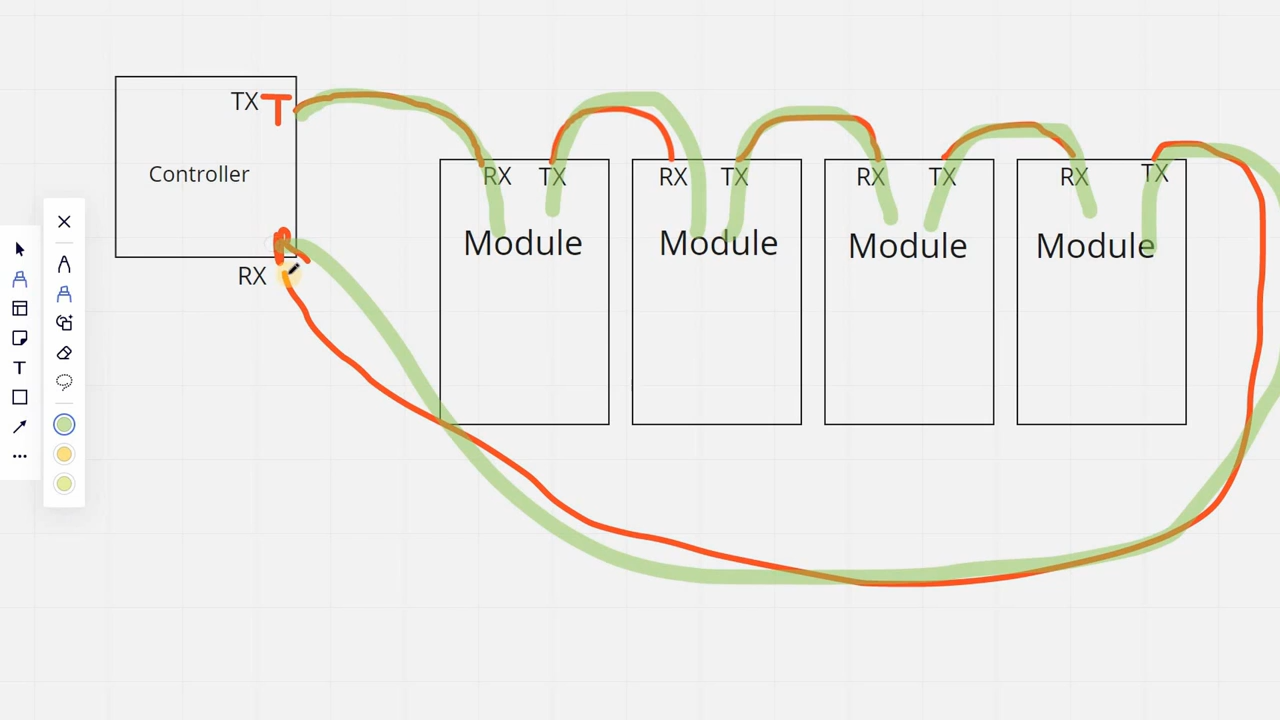 TX T
Controller
RX
RX TX
Module
RX TX
Module
RX TX
Module
RX TX
Module
T